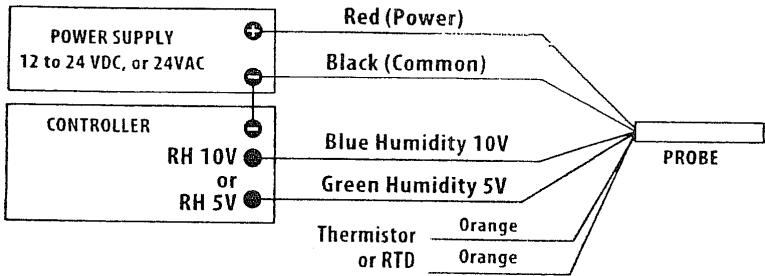 Red (Power)
POWER SUPPLY
12 to 24 VDC, or 24VAC
Black (Common)
CONTROLLER
RH 10V
or
RH 5V
Blue Humidity 10V
Green Humidity 5V
PROBE
Thermistor
or RTD
Orange
Orange